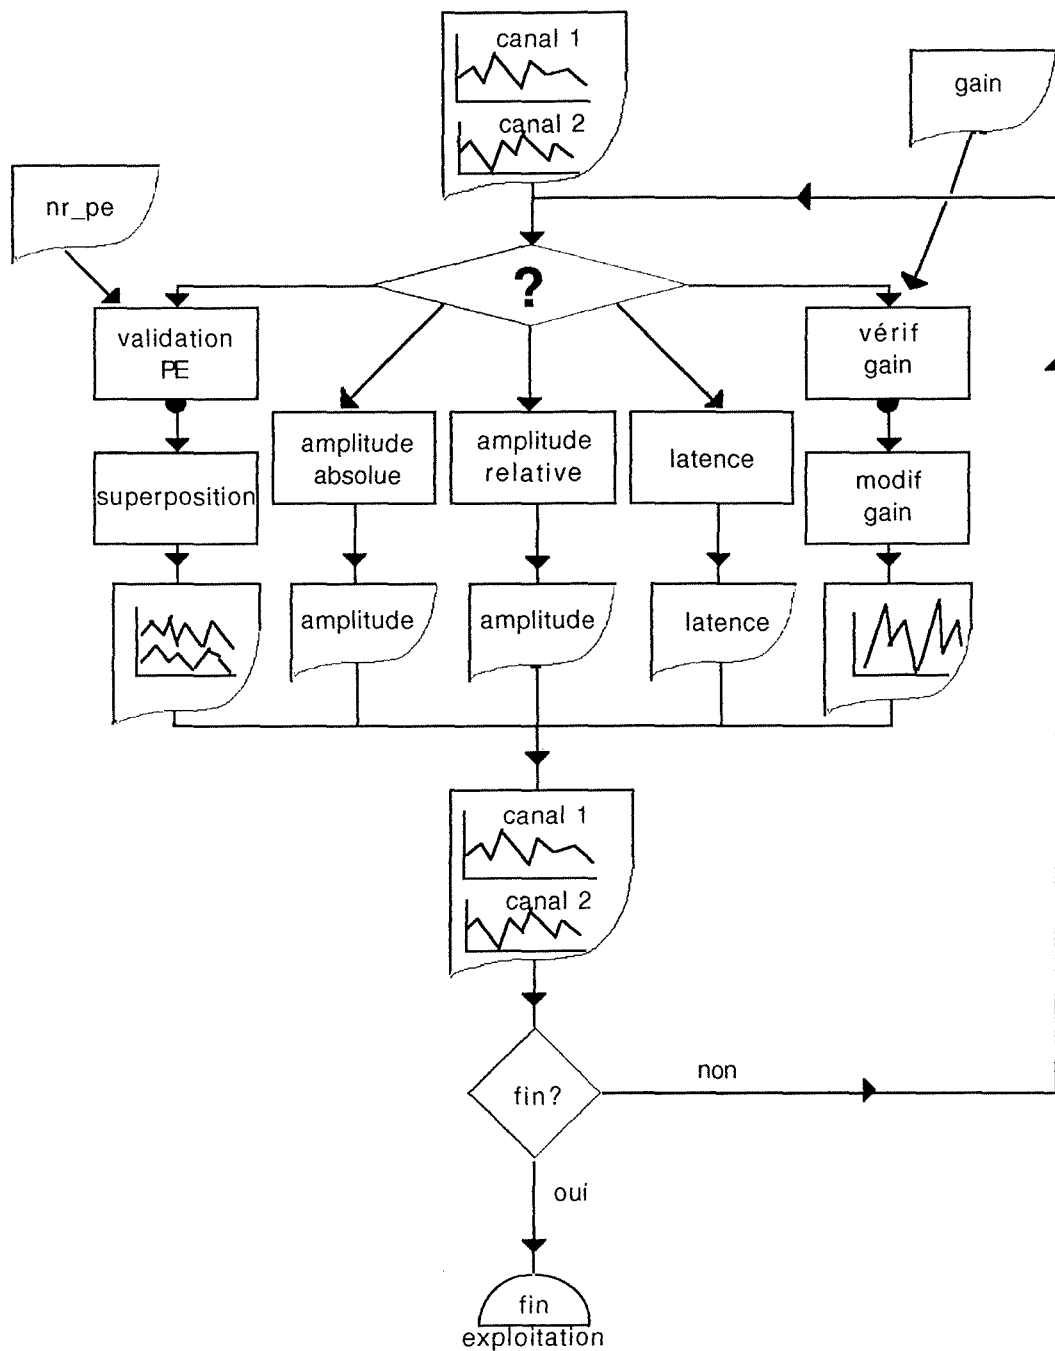 canal 1
canal 2
gain
nr_pe
?
validation
PE
vérif
gain
amplitude
absolue
amplitude
relative
latence
superposition
modif
gain
amplitude
amplitude
latence
canal 1
canal 2
fin?
non
oui
fin
exploitation